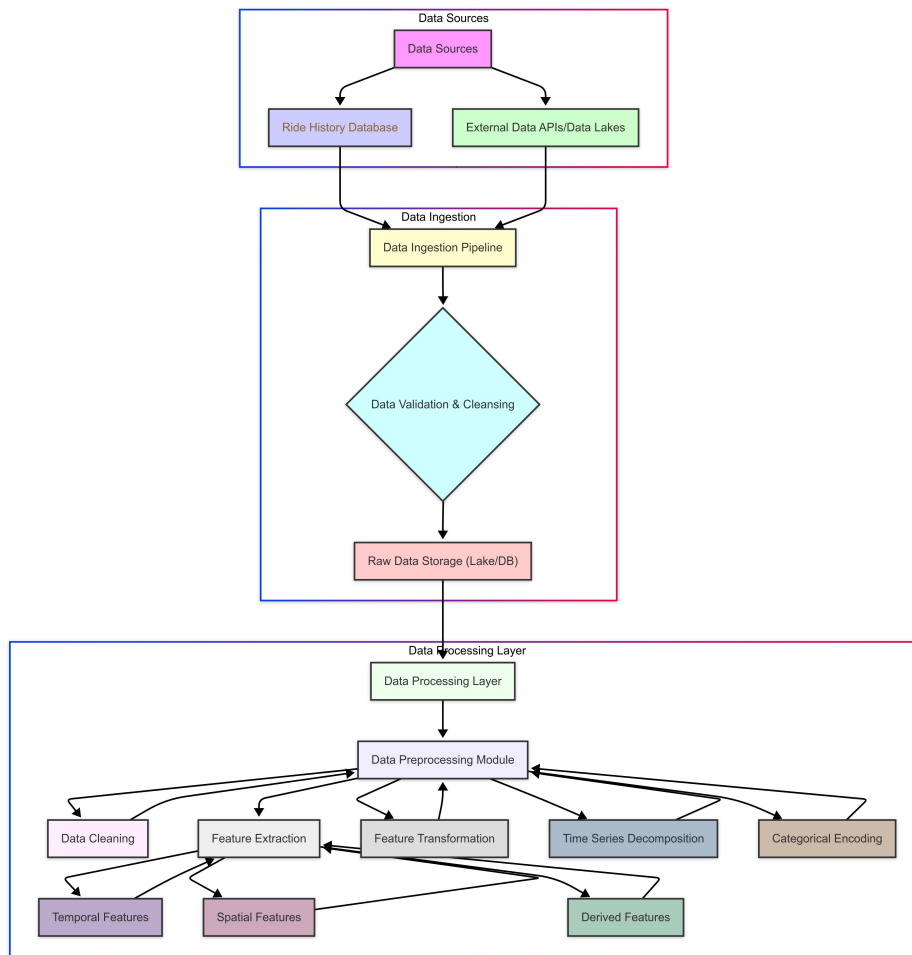 Data Sources
Data Sources
Ride History Database
External Data APIs/Data Lakes
Data Ingestion
Data Ingestion Pipeline
Data Validation & Cleansing
Raw Data Storage (Lake/DB)
Data Processing Layer
Data Processing Layer
Data Preprocessing Module
Data Cleaning
Feature Extraction
Feature Transformation
Time Series Decomposition
Categorical Encoding
Temporal Features
Spatial Features
Derived Features